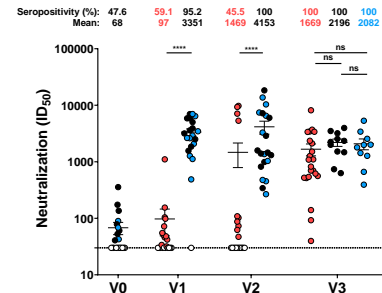 Seropositivity (%): 47.6 59.1 95.2 45.5 100 100 100 100
Mean: 68 97 3351 1469 4153 1669 2196 2082
ns
**** **** ns
ns
Neutralization (ID50)
100000
10000
1000
100
10
V0 V1 V2 V3